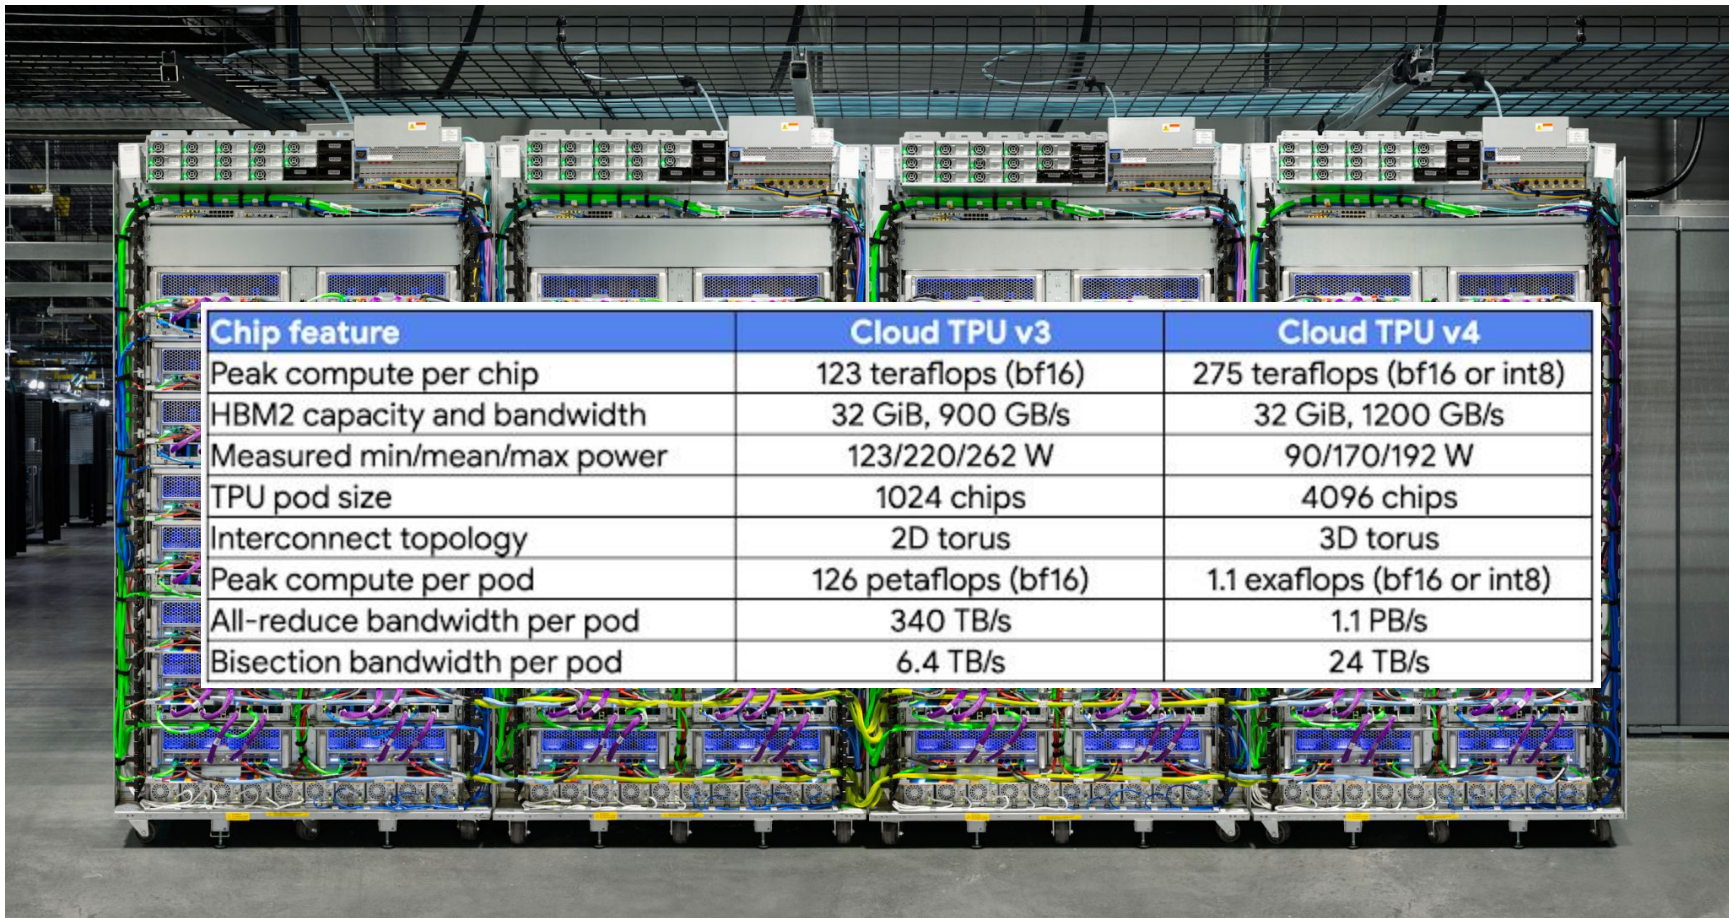 Chip feature Cloud TPU v3 Cloud TPU v4
Peak compute per chip 123 teraflops (bf16) 275 teraflops (bf16 or int8)
HBM2 capacity and bandwidth 32 GiB, 900 GB/s 32 GiB, 1200 GB/s
Measured min/mean/max power 123/220/262 W 90/170/192 W
TPU pod size 1024 chips 4096 chips
Interconnect topology 2D torus 3D torus
Peak compute per pod 126 petaflops (bf16) 1.1 exaflops (bf16 or int8)
All-reduce bandwidth per pod 340 TB/s 1.1 PB/s
Bisection bandwidth per pod 6.4 TB/s 24 TB/s